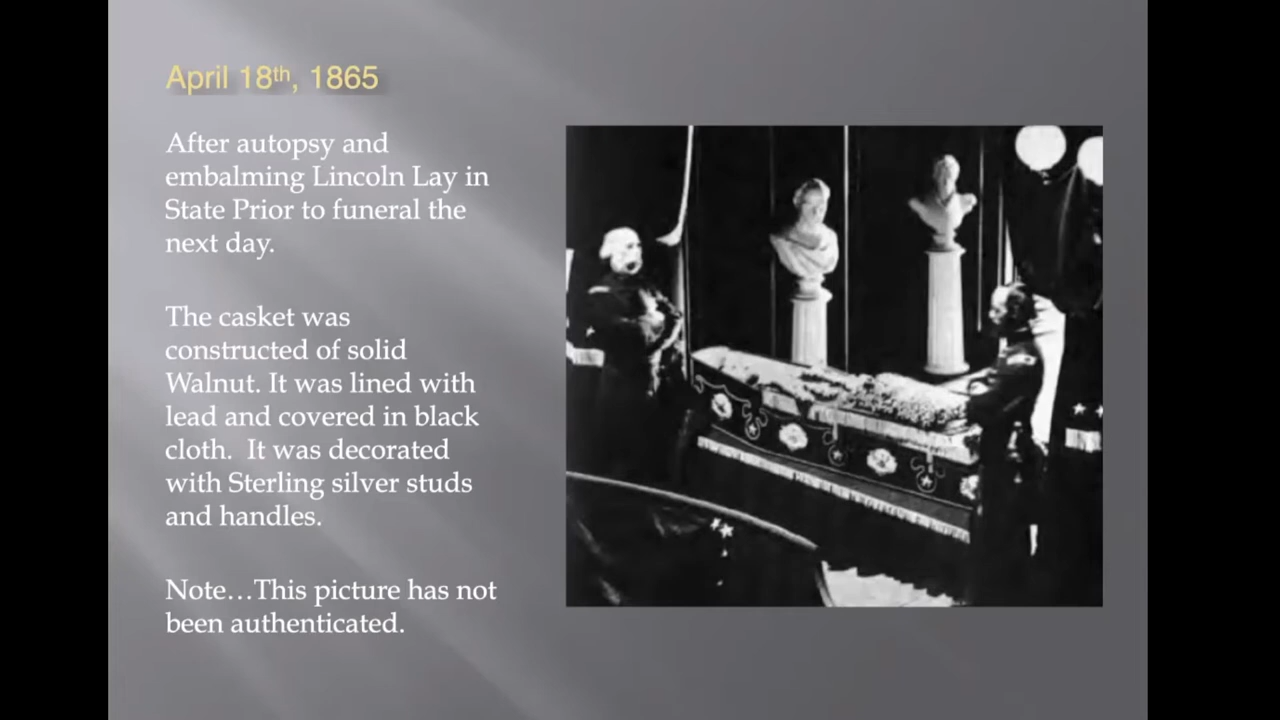 April 18th, 1865
After autopsy and
embalming Lincoln Lay in
State Prior to funeral the
next day.
The casket was
constructed of solid
Walnut. It was lined with
lead and covered in black
cloth.  It was decorated
with Sterling silver studs
and handles.
Note…This picture has not
been authenticated.